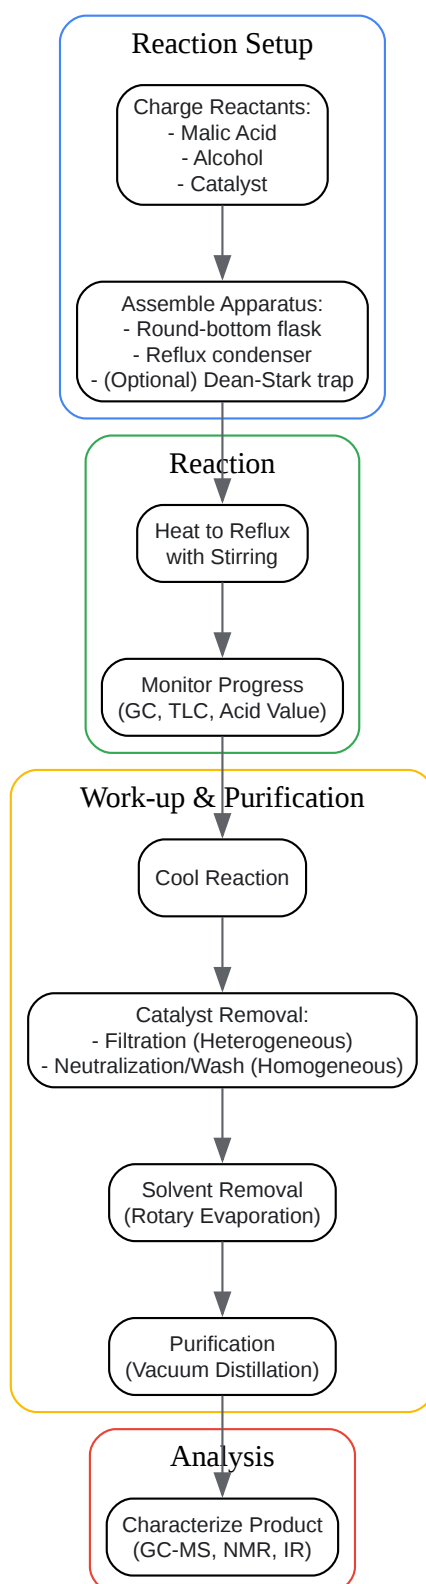 Reaction Setup
Charge Reactants:
- Malic Acid
- Alcohol
- Catalyst
Assemble Apparatus:
- Round-bottom flask
- Reflux condenser
- (Optional) Dean-Stark trap
Reaction
Heat to Reflux
with Stirring
Monitor Progress
(GC, TLC, Acid Value)
Work-up & Purification
Cool Reaction
Catalyst Removal:
- Filtration (Heterogeneous)
- Neutralization/Wash (Homogeneous)
Solvent Removal
(Rotary Evaporation)
Purification
(Vacuum Distillation)
Analysis
Characterize Product
(GC-MS, NMR, IR)